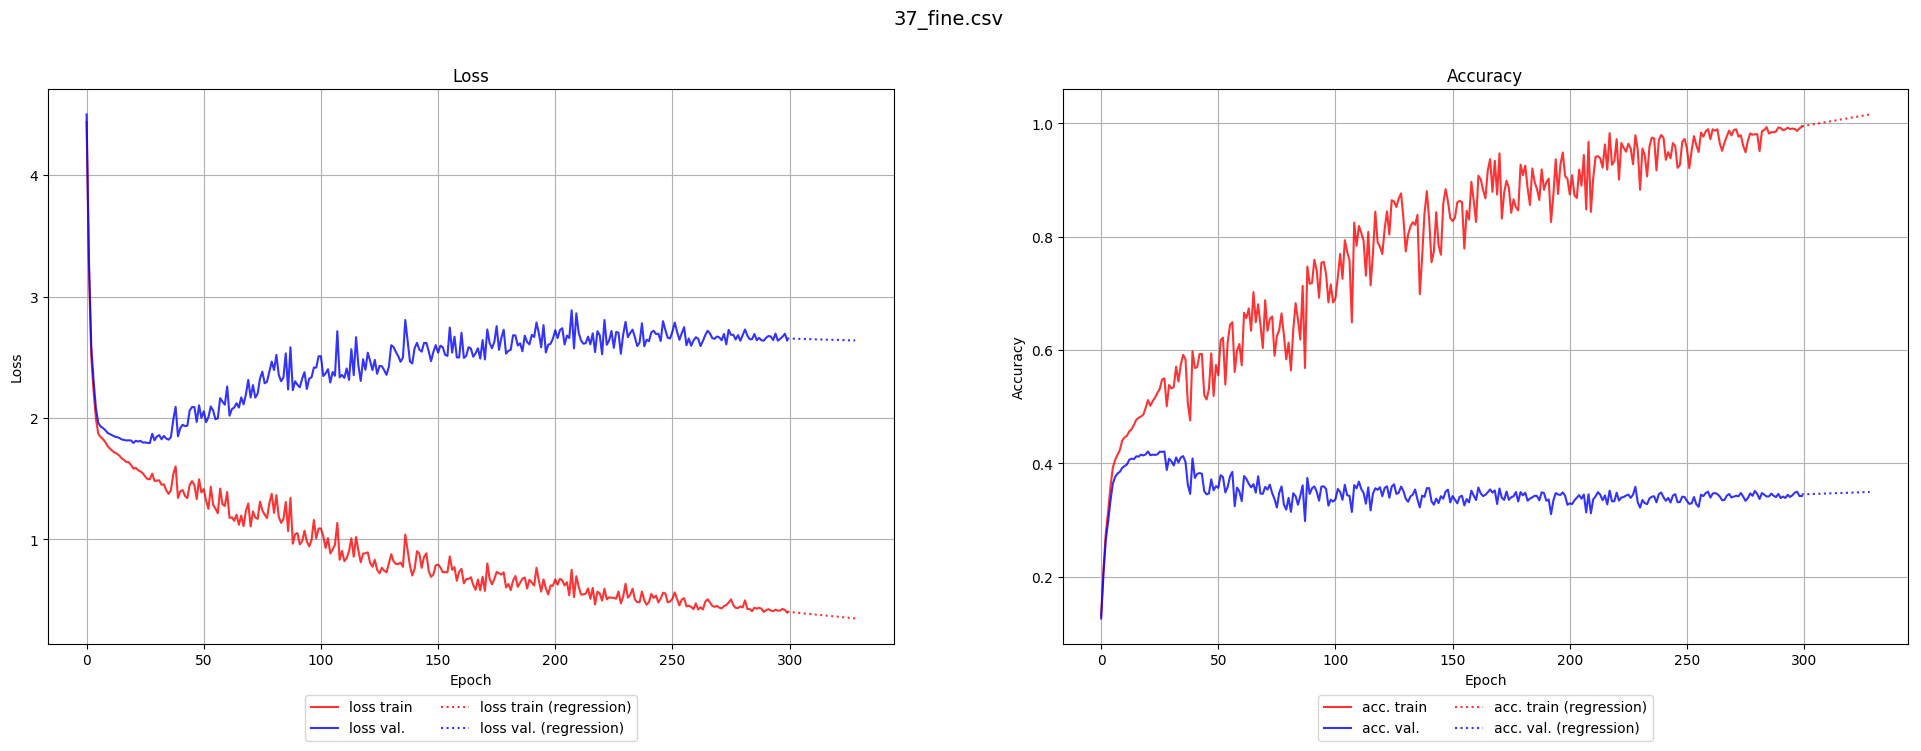 37_fine.csv
Loss
Loss
4
3
2
1
0 50 100 150 200 250 300
Epoch
loss train loss train (regression)
loss val. loss val. (regression)
Accuracy
Accuracy
1.0
0.8
0.6
0.4
0.2
0 50 100 150 200 250 300
Epoch
acc. train acc. train (regression)
acc. val. acc. val. (regression)